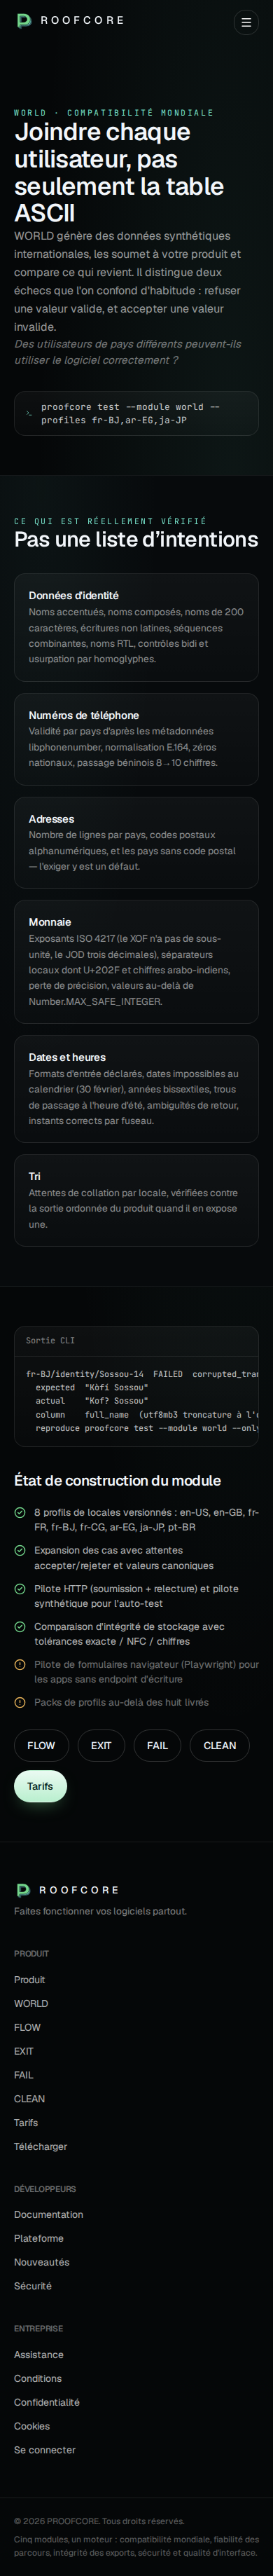 ROOFCORE
WORLD · COMPATIBILITÉ MONDIALE
Joindre chaque
utilisateur, pas
seulement la table
ASCII
WORLD génère des données synthétiques
internationales, les soumet à votre produit et
compare ce qui revient. Il distingue deux
échecs que l'on confond d'habitude : refuser
une valeur valide, et accepter une valeur
invalide.
Des utilisateurs de pays différents peuvent-ils
utiliser le logiciel correctement ?
proofcore test --module world --
profiles fr-BJ,ar-EG,ja-JP
CE QUI EST RÉELLEMENT VÉRIFIÉ
Pas une liste d'intentions
Données d'identité
Noms accentués, noms composés, noms de 200
caractères, écritures non latines, séquences
combinantes, noms RTL, contrôles bidi et
usurpation par homoglyphes.
Numéros de téléphone
Validité par pays d'après les métadonnées
libphonenumber, normalisation E.164, zéros
nationaux, passage béninois 8→10 chiffres.
Adresses
Nombre de lignes par pays, codes postaux
alphanumériques, et les pays sans code postal
— l'exiger y est un défaut.
Monnaie
Exposants ISO 4217 (le XOF n'a pas de sous-
unité, le JOD trois décimales), séparateurs
locaux dont U+202F et chiffres arabo-indiens,
perte de précision, valeurs au-delà de
Number.MAX_SAFE_INTEGER.
Dates et heures
Formats d'entrée déclarés, dates impossibles au
calendrier (30 février), années bissextiles, trous
de passage à l'heure d'été, ambiguïtés de retour,
instants corrects par fuseau.
Tri
Attentes de collation par locale, vérifiées contre
la sortie ordonnée du produit quand il en expose
une.
Sortie CLI
fr-BJ/identity/Sossou-14 FAILED corrupted_tran
expected "Kòfí Sossou"
actual "Kof? Sossou"
column full_name (utf8mb3 troncature à l'é
reproduce proofcore test --module world --only
État de construction du module
8 profils de locales versionnés : en-US, en-GB, fr-
FR, fr-BJ, fr-CG, ar-EG, ja-JP, pt-BR
Expansion des cas avec attentes
accepter/rejeter et valeurs canoniques
Pilote HTTP (soumission + relecture) et pilote
synthétique pour l'auto-test
Comparaison d'intégrité de stockage avec
tolérances exacte / NFC / chiffres
Pilote de formulaires navigateur (Playwright) pour
les apps sans endpoint d'écriture
Packs de profils au-delà des huit livrés
FLOW
EXIT
FAIL
CLEAN
Tarifs
ROOFCORE
Faites fonctionner vos logiciels partout.
PRODUIT
Produit
WORLD
FLOW
EXIT
FAIL
CLEAN
Tarifs
Télécharger
DÉVELOPPEURS
Documentation
Plateforme
Nouveautés
Sécurité
ENTREPRISE
Assistance
Conditions
Confidentialité
Cookies
Se connecter
© 2026 PROOFCORE. Tous droits réservés.
Cinq modules, un moteur : compatibilité mondiale, fiabilité des
parcours, intégrité des exports, sécurité et qualité d'interface.